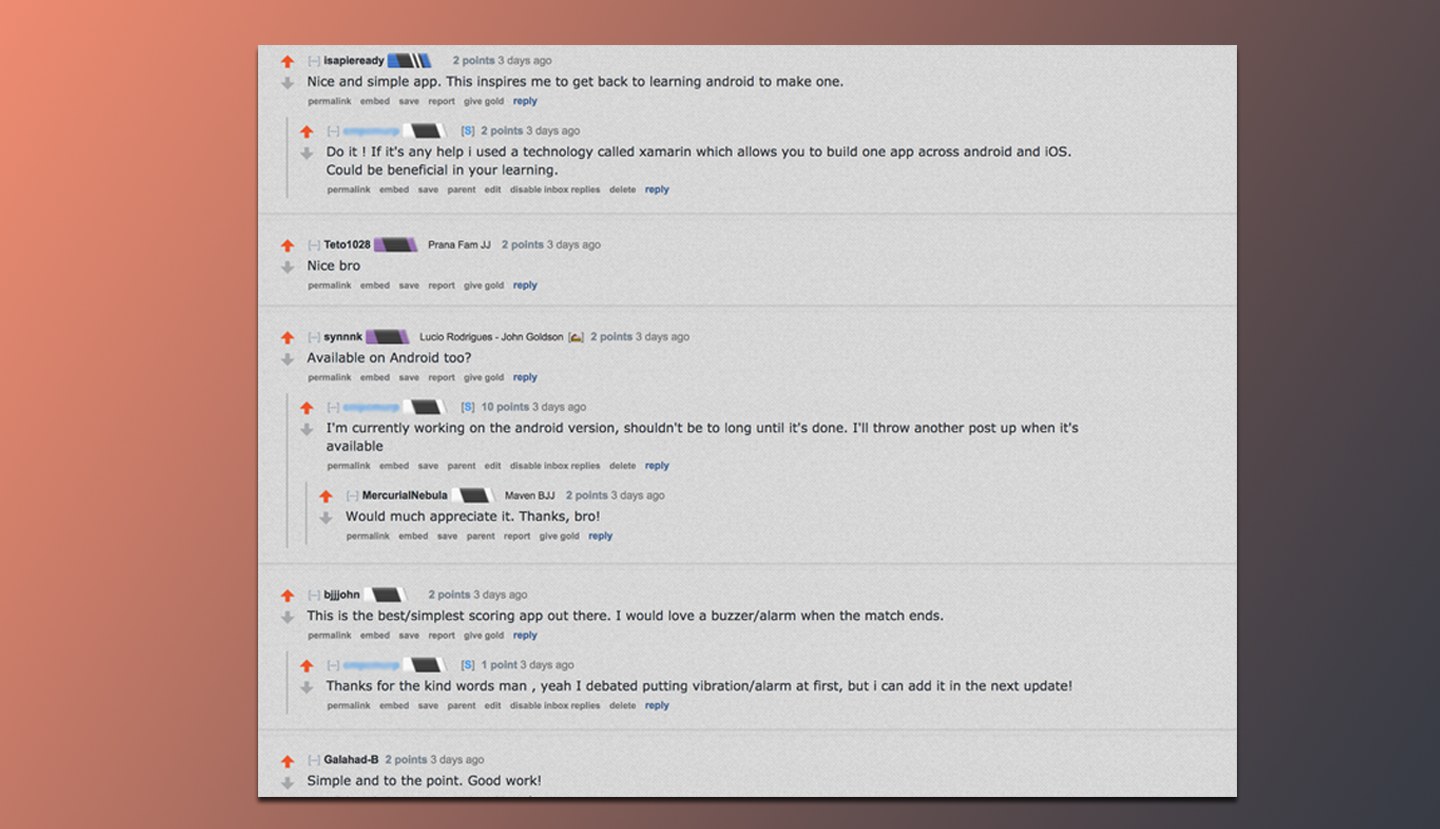 [–] isapieready 2 points 3 days ago
Nice and simple app. This inspires me to get back to learning android to make one.
permalink embed save report give gold reply
[–] [S] 2 points 3 days ago
Do it ! If it's any help i used a technology called xamarin which allows you to build one app across android and iOS.
Could be beneficial in your learning.
permalink embed save parent edit disable inbox replies delete reply
[–] Teto1028 Prana Fam JJ 2 points 3 days ago
Nice bro
permalink embed save report give gold reply
[–] synnnk Lucio Rodrigues - John Goldson [] 2 points 3 days ago
Available on Android too?
permalink embed save report give gold reply
[–] [S] 10 points 3 days ago
I'm currently working on the android version, shouldn't be to long until it's done. I'll throw another post up when it's
available
permalink embed save parent edit disable inbox replies delete reply
[–] MercurialNebula Maven BJJ 2 points 3 days ago
Would much appreciate it. Thanks, bro!
permalink embed save parent report give gold reply
[–] bjjjohn 2 points 3 days ago
This is the best/simplest scoring app out there. I would love a buzzer/alarm when the match ends.
permalink embed save report give gold reply
[–] [S] 1 point 3 days ago
Thanks for the kind words man , yeah I debated putting vibration/alarm at first, but i can add it in the next update!
permalink embed save parent edit disable inbox replies delete reply
[–] Galahad-B 2 points 3 days ago
Simple and to the point. Good work!